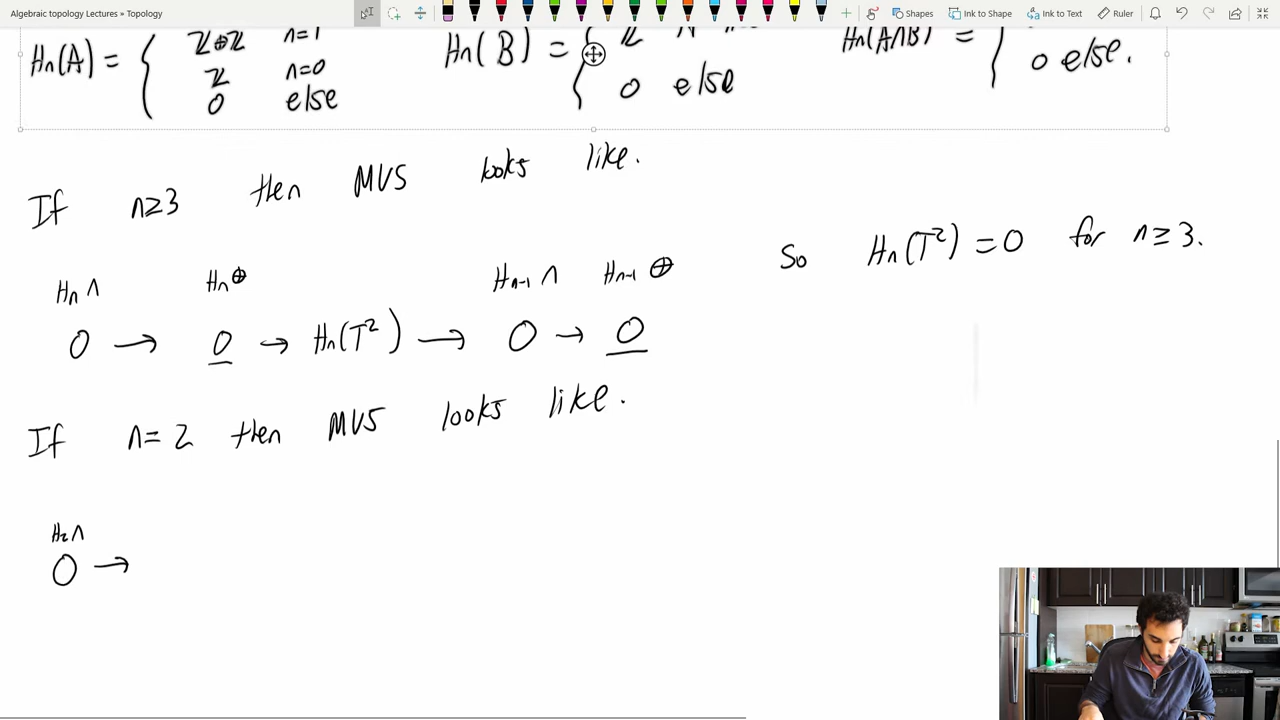 Algebraic topology Lectures - Topology
Shapes Ink to Shape Ink to Text Ruler
Hn(A) = { ℤ⊕ℤ n=1
ℤ n=0
0 else
Hn(B) = {
0 else
Hn(A∩B) = {
0 else.
If n≥3 then MVS looks like.
So Hn(T²) = 0 for n≥3.
Hn ∩ Hn ⊕ Hn-1 ∩ Hn-1 ⊕
0 → 0 → Hn(T²) → 0 → 0
If n=2 then MVS looks like.
H2 ∩
0 →